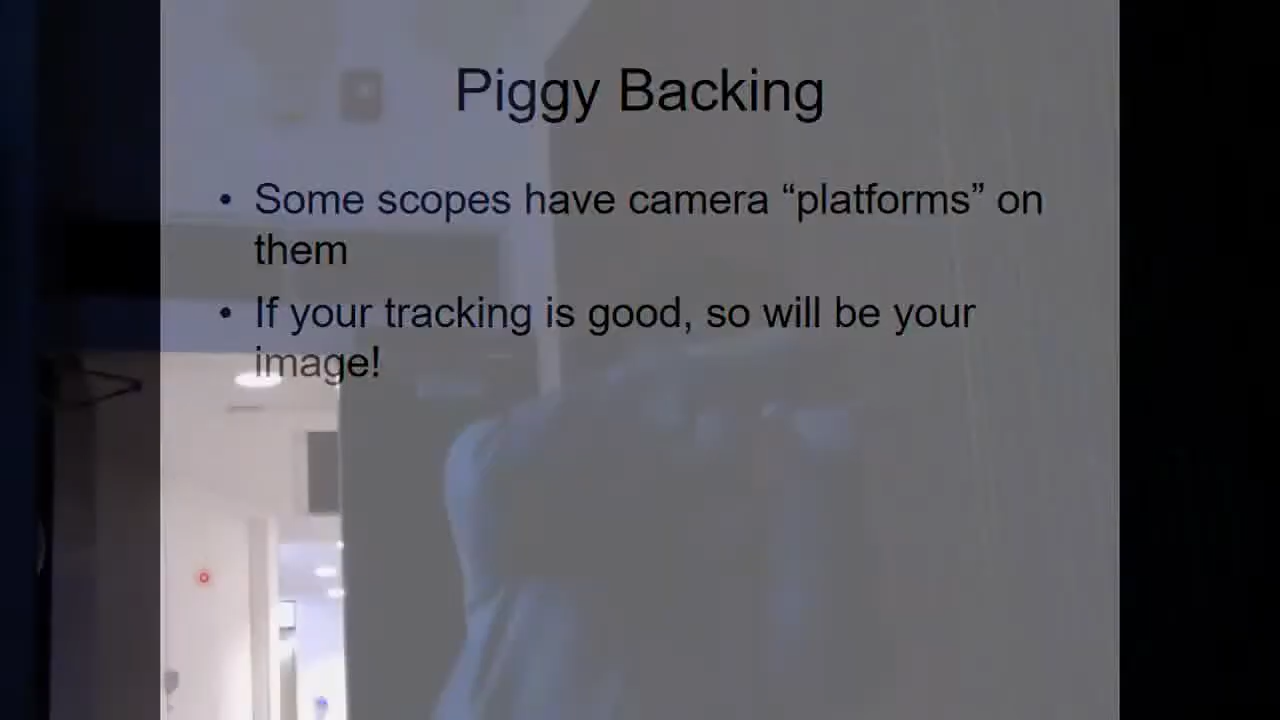 Piggy Backing
• Some scopes have camera “platforms” on
them
• If your tracking is good, so will be your
image!